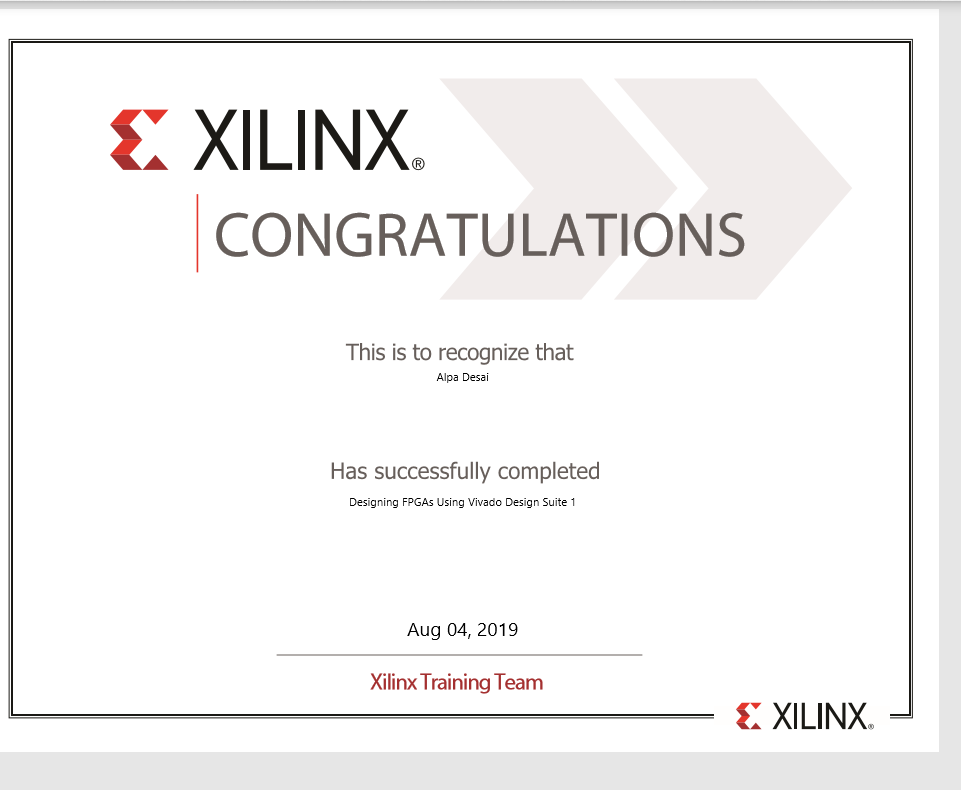 XILINX®
CONGRATULATIONS
This is to recognize that
Alpa Desai
Has successfully completed
Designing FPGAs Using Vivado Design Suite 1
Aug 04, 2019
Xilinx Training Team
XILINX®